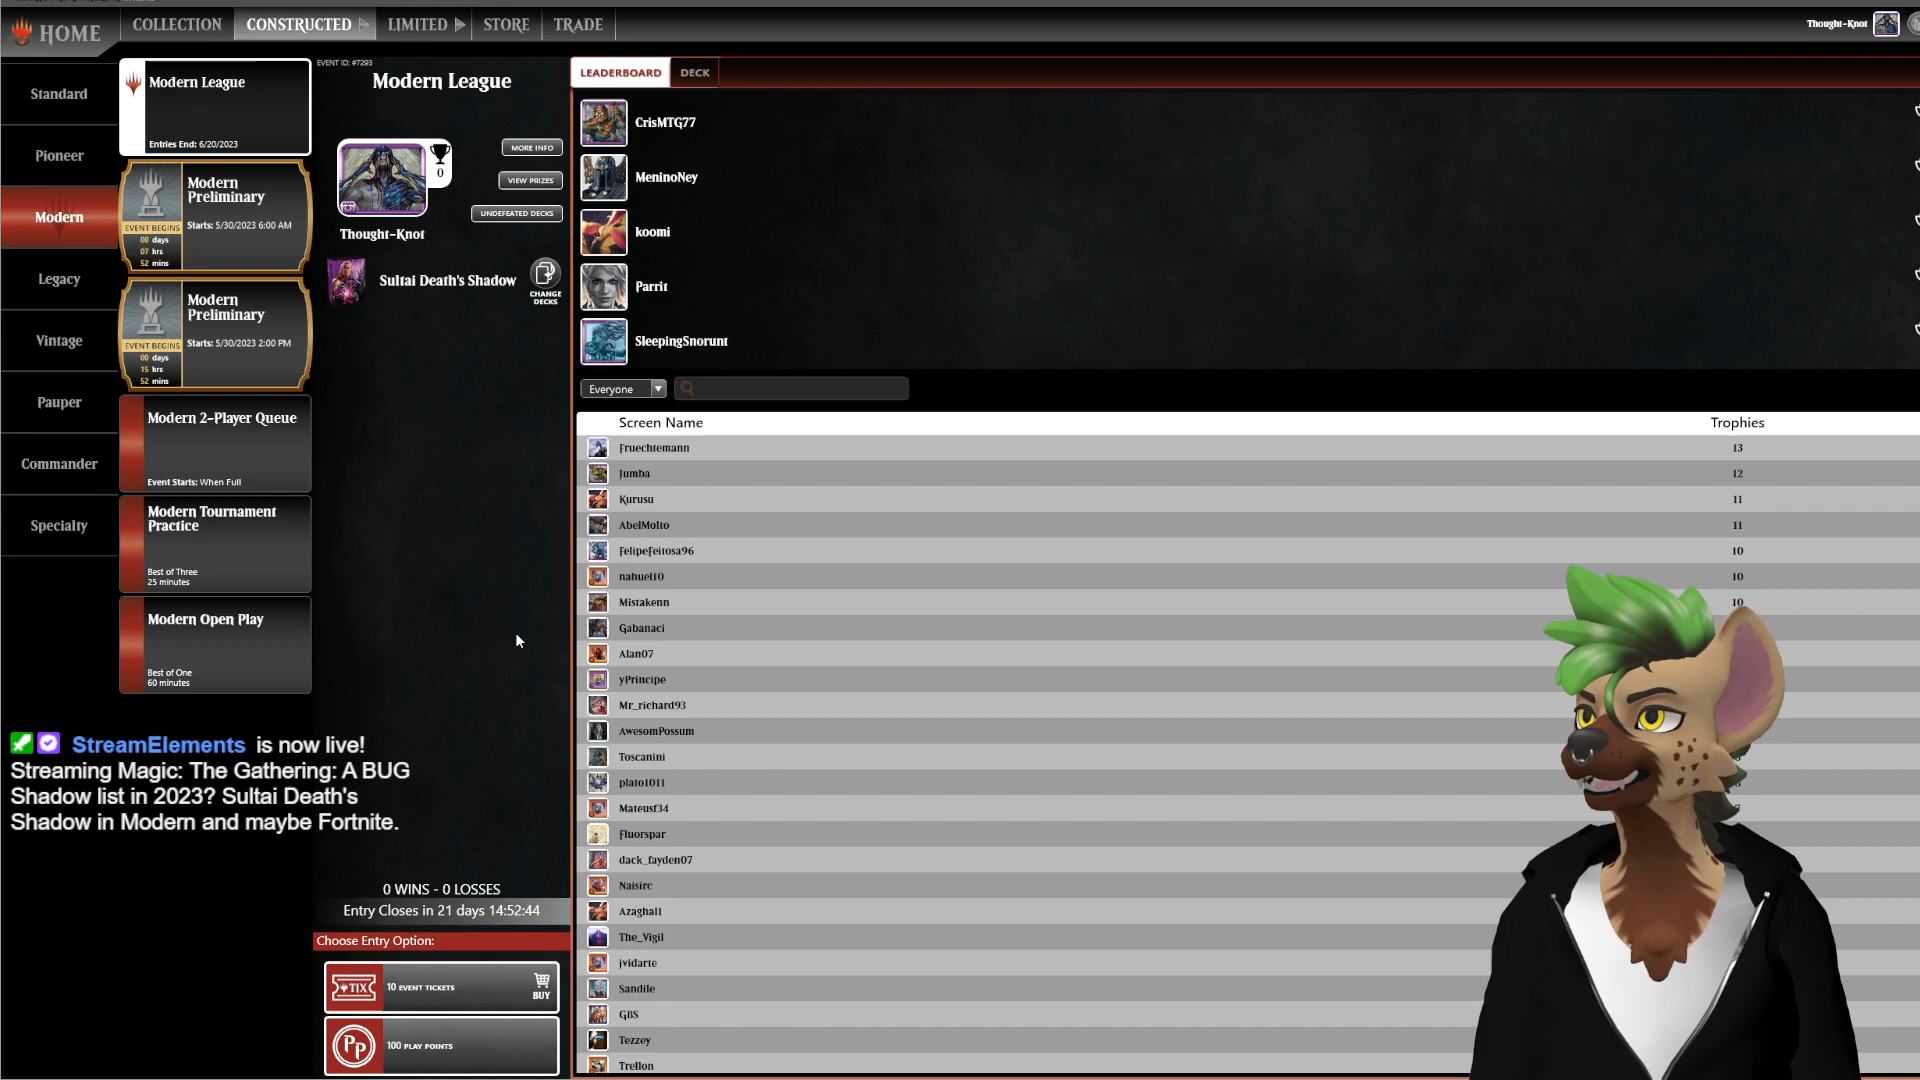 HOME
COLLECTION
CONSTRUCTED
LIMITED
STORE
TRADE
Thought-Knot
Standard
Pioneer
Modern
Legacy
Vintage
Pauper
Commander
Specialty
Modern League
Entries End: 6/20/2023
Modern
Preliminary
Starts: 5/30/2023 6:00 AM
EVENT BEGINS
00 days
07 hrs
52 mins
Modern
Preliminary
Starts: 5/30/2023 2:00 PM
EVENT BEGINS
00 days
15 hrs
52 mins
Modern 2-Player Queue
Event Starts: When Full
Modern Tournament
Practice
Best of Three
25 minutes
Modern Open Play
Best of One
60 minutes
StreamElements is now live!
Streaming Magic: The Gathering: A BUG
Shadow list in 2023? Sultai Death's
Shadow in Modern and maybe Fortnite.
EVENT ID: #7293
Modern League
0
MORE INFO
VIEW PRIZES
UNDEFEATED DECKS
Thought-Knot
Sultai Death's Shadow
CHANGE
DECKS
0 WINS - 0 LOSSES
Entry Closes in 21 days 14:52:44
Choose Entry Option:
TIX
10 EVENT TICKETS
BUY
PP
100 PLAY POINTS
LEADERBOARD
DECK
CrisMTG77
MeninoNey
koomi
Parrit
SleepingSnorunt
Everyone
Screen Name Trophies
Fruechtemann 13
Jumba 12
Kurusu 11
AbelMolto 11
FelipeFeitosa96 10
nahuel10 10
Mistakenn 10
Gabanaci
Alan07
yPrincipe
Mr_richard93
AwesomPossum
Toscanini
plato1011
Mateusf34
Fluorspar
dack_fayden07
Naisirc
Azaghal1
The_Vigil
jvidarte
Sandile
GBS
Tezzey
Trellon